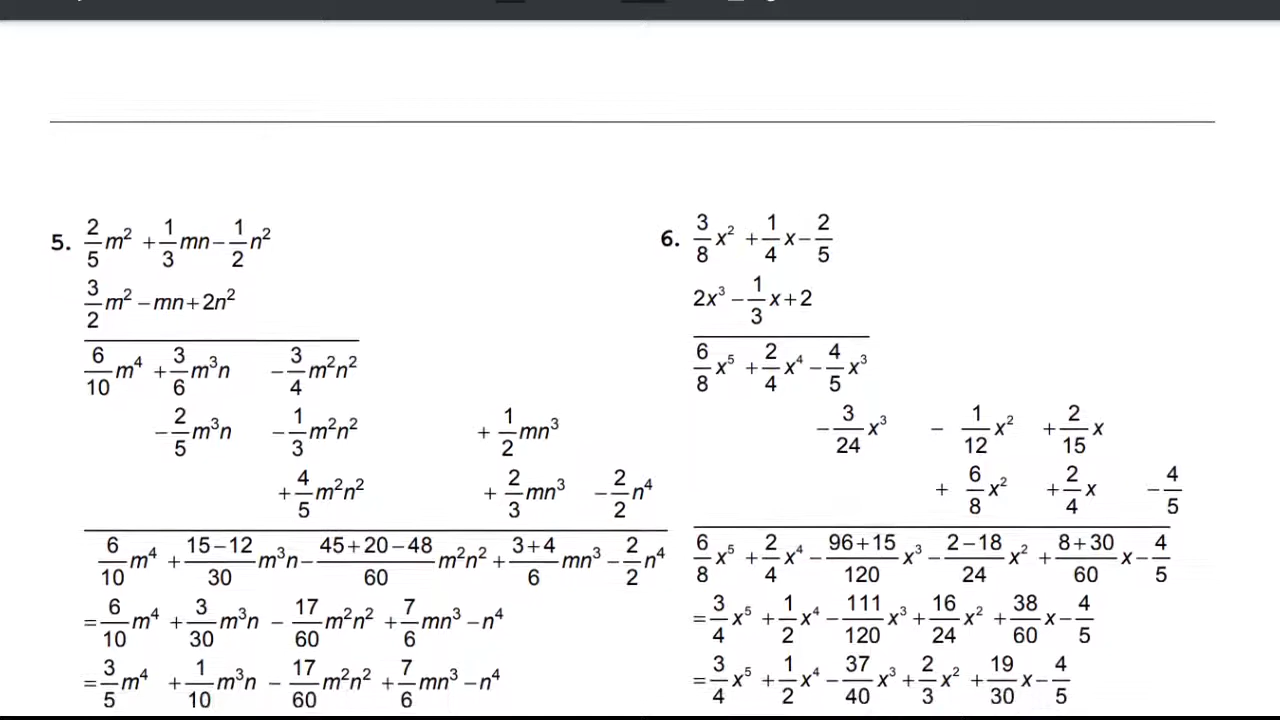 5. 2/5 m² + 1/3 mn − 1/2 n²
3/2 m² − mn + 2n²
6/10 m⁴ + 3/6 m³n − 3/4 m²n²
− 2/5 m³n − 1/3 m²n² + 1/2 mn³
+ 4/5 m²n² + 2/3 mn³ − 2/2 n⁴
6/10 m⁴ + 15−12/30 m³n − 45+20−48/60 m²n² + 3+4/6 mn³ − 2/2 n⁴
= 6/10 m⁴ + 3/30 m³n − 17/60 m²n² + 7/6 mn³ − n⁴
= 3/5 m⁴ + 1/10 m³n − 17/60 m²n² + 7/6 mn³ − n⁴
6. 3/8 x² + 1/4 x − 2/5
2x³ − 1/3 x + 2
6/8 x⁵ + 2/4 x⁴ − 4/5 x³
− 3/24 x³ − 1/12 x² + 2/15 x
+ 6/8 x² + 2/4 x − 4/5
6/8 x⁵ + 2/4 x⁴ − 96+15/120 x³ − 2−18/24 x² + 8+30/60 x − 4/5
= 3/4 x⁵ + 1/2 x⁴ − 111/120 x³ + 16/24 x² + 38/60 x − 4/5
= 3/4 x⁵ + 1/2 x⁴ − 37/40 x³ + 2/3 x² + 19/30 x − 4/5